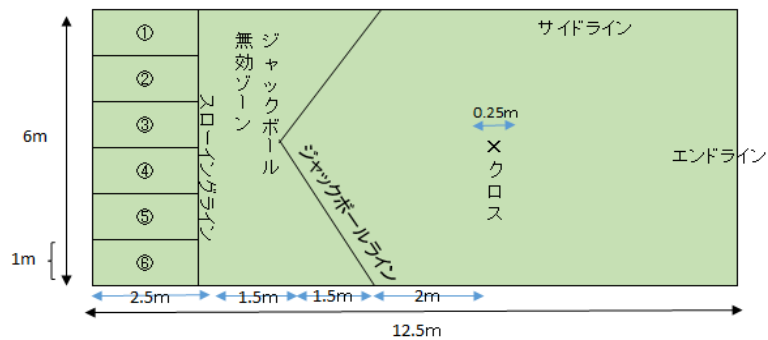 ①
②
③
④
⑤
⑥
スローイングライン
ジャックボール
無効ゾーン
ジャックボールライン
サイドライン
0.25m
×クロス
エンドライン
6m
1m
2.5m
1.5m
1.5m
2m
12.5m